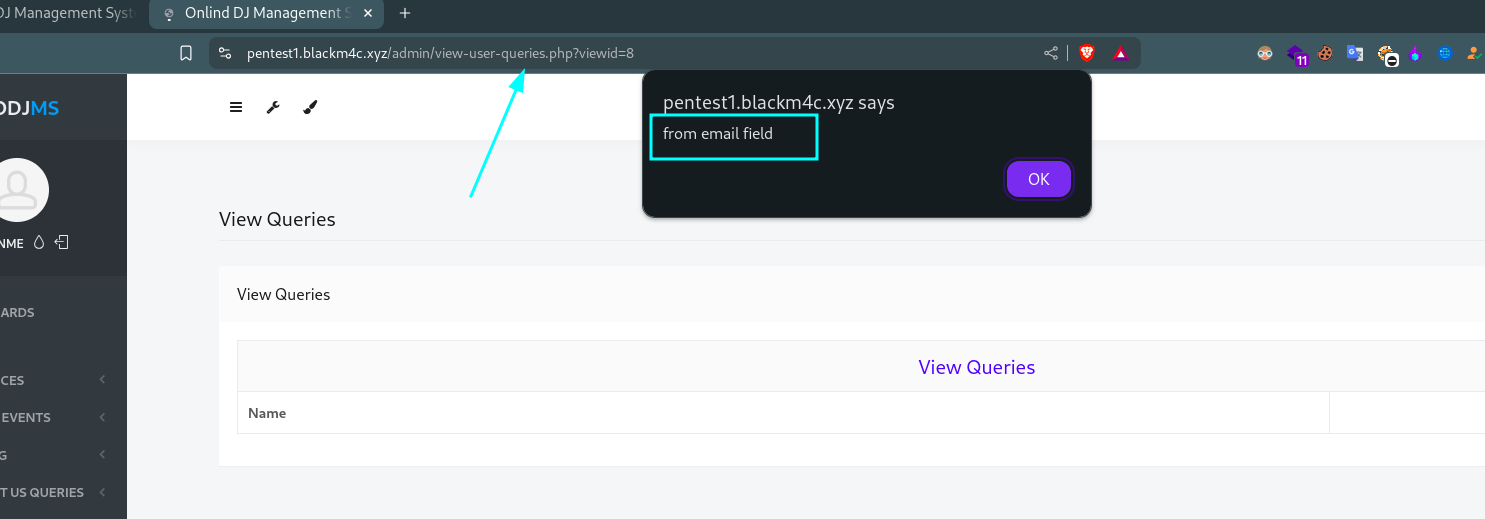 DJ Management Syst
Onlind DJ Management S
pentest1.blackm4c.xyz/admin/view-user-queries.php?viewid=8
11
ODJMS
pentest1.blackm4c.xyz says
from email field
OK
View Queries
NME
View Queries
ARDS
View Queries
CES
EVENTS
Name
G
T US QUERIES